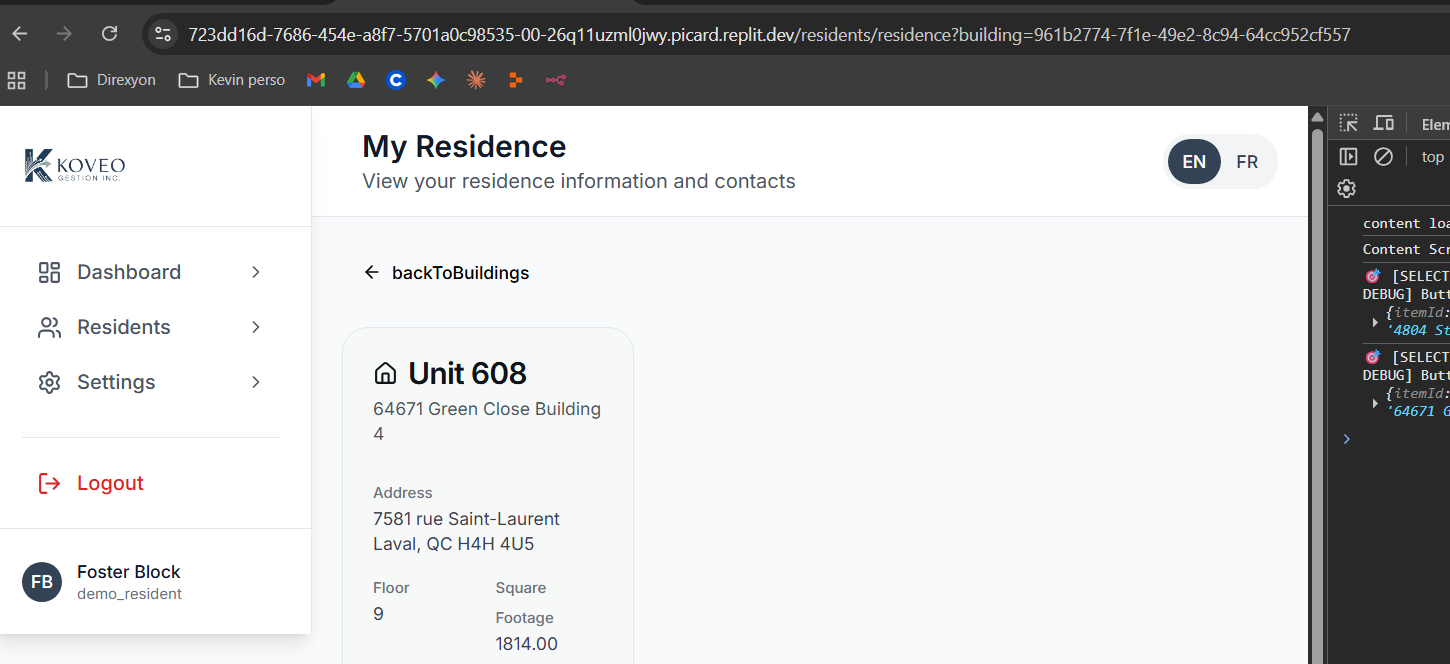 723dd16d-7686-454e-a8f7-5701a0c98535-00-26q11uzml0jwy.picard.replit.dev/residents/residence?building=961b2774-7f1e-49e2-8c94-64cc952cf557
Direxyon
Kevin perso
KOVEO
GESTION INC.
My Residence
View your residence information and contacts
EN
FR
Dashboard
Residents
Settings
Logout
FB
Foster Block
demo_resident
backToBuildings
Unit 608
64671 Green Close Building
4
Address
7581 rue Saint-Laurent
Laval, QC H4H 4U5
Floor
9
Square
Footage
1814.00
Elem
top
content loa
Content Scr
[SELECT
DEBUG] Butt
{itemId:
'4804 St
[SELECT
DEBUG] Butt
{itemId:
'64671 G